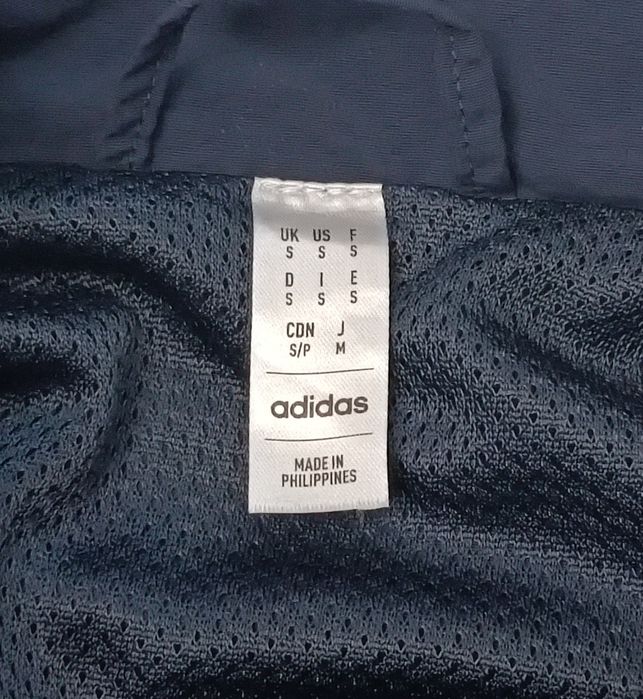 UK US F
S S S
D I E
S S S
CDN J
S/P M
adidas
MADE IN
PHILIPPINES